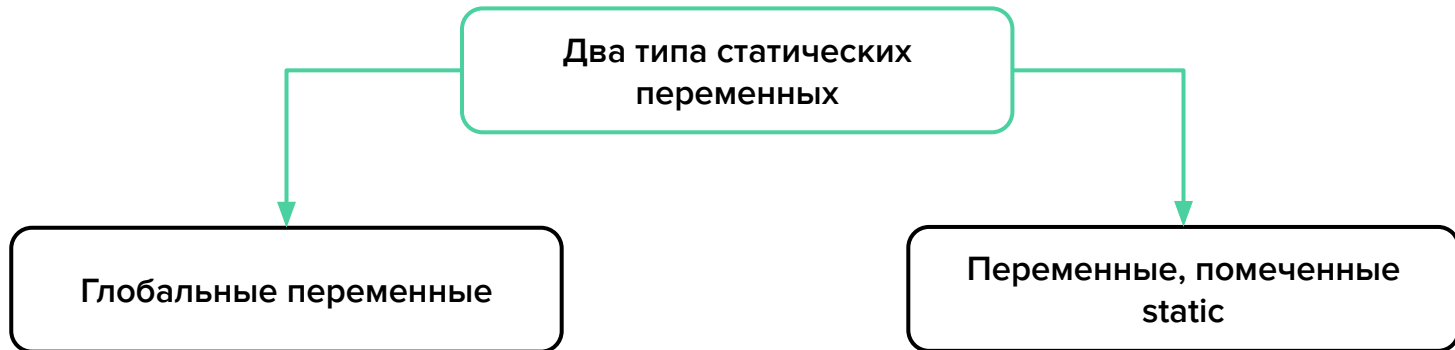 Два типа статических
переменных
Глобальные переменные
Переменные, помеченные
static